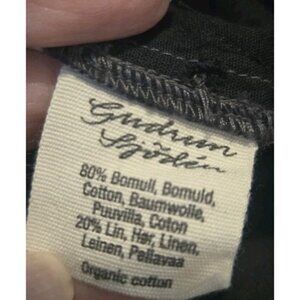 Gudrun
Sjödén
80% Bomull, Bomuld,
Cotton, Baumwolle,
Puuvilla, Coton
20% Lin, Hør, Linen,
Leinen, Pellavaa
Organic cotton